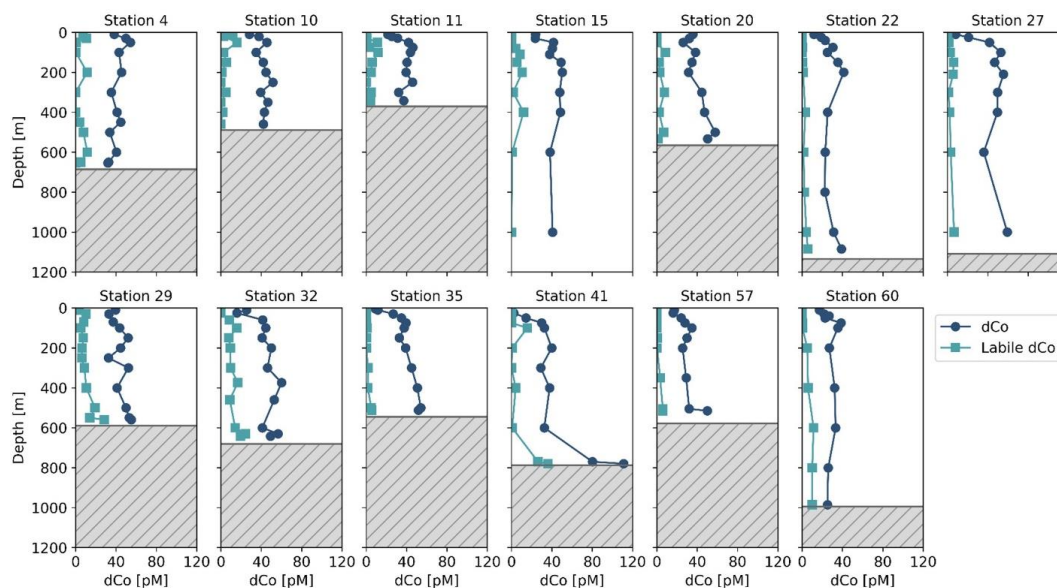 Station 4 Station 10 Station 11 Station 15 Station 20 Station 22 Station 27
0
200
400
600
800
1000
1200
Depth [m]
Station 29 Station 32 Station 35 Station 41 Station 57 Station 60
0
200
400
600
800
1000
1200
Depth [m]
dCo
Labile dCo
0 40 80 120 0 40 80 120 0 40 80 120 0 40 80 120 0 40 80 120 0 40 80 120
dCo [pM] dCo [pM] dCo [pM] dCo [pM] dCo [pM] dCo [pM]